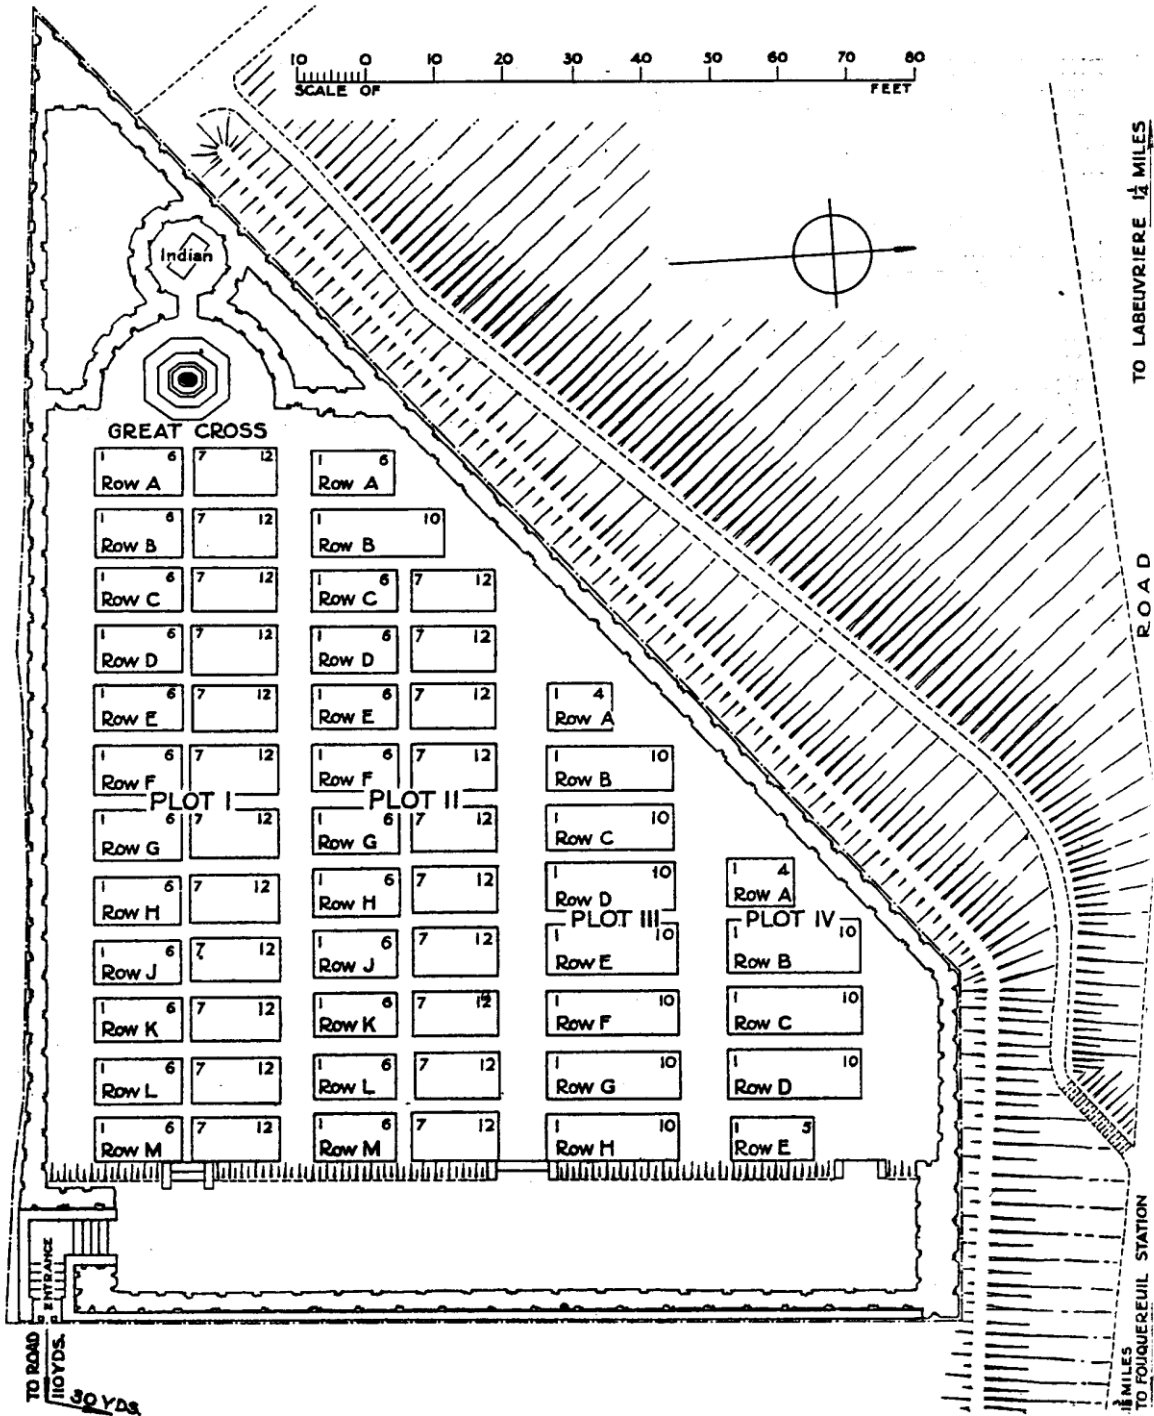 10 0 10 20 30 40 50 60 70 80
SCALE OF FEET
TO LABEUVRIERE 1¼ MILES
ROAD
Indian
GREAT CROSS
1 6 7 12 1 6
Row A Row A
1 6 7 12 1 10
Row B Row B
1 6 7 12 1 6 7 12
Row C Row C
1 6 7 12 1 6 7 12
Row D Row D
1 6 7 12 1 6 7 12 1 4
Row E Row E Row A
1 6 7 12 1 6 7 12 1 10
Row F Row F Row B
PLOT I PLOT II
1 6 7 12 1 6 7 12 1 10
Row G Row G Row C
1 6 7 12 1 6 7 12 1 10 1 4
Row H Row H Row D Row A
PLOT III PLOT IV
1 6 7 12 1 6 7 12 1 10 1 10
Row J Row J Row E Row B
1 6 7 12 1 6 7 12 1 10 1 10
Row K Row K Row F Row C
1 6 7 12 1 6 7 12 1 10 1 10
Row L Row L Row G Row D
1 6 7 12 1 6 7 12 1 10 1 5
Row M Row M Row H Row E
ENTRANCE
TO ROAD
110 YDS.
30 YDS.
MILES
TO FOUQUEREUIL STATION